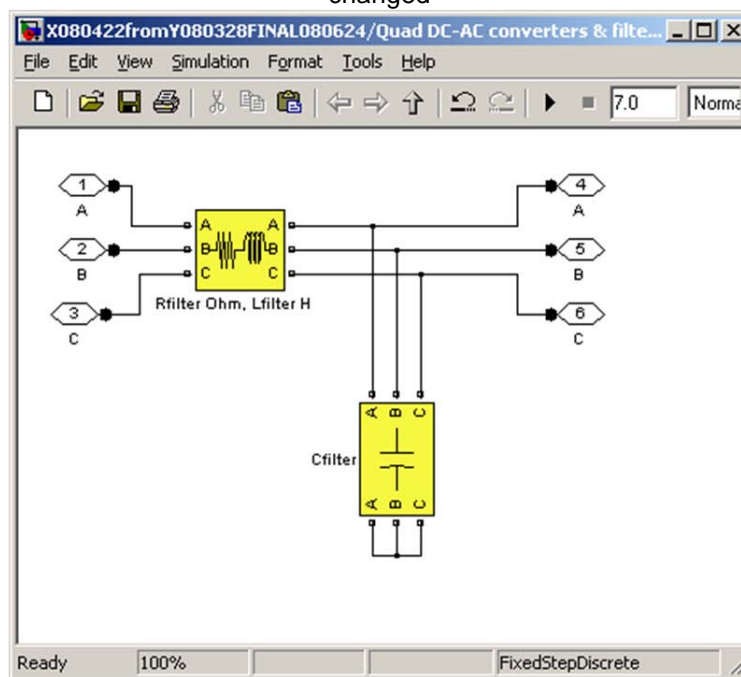 changed
X080422fromY080328FINAL080624/Quad DC-AC converters & filte...
File Edit View Simulation Format Tools Help
7.0 Norma
1
A
2
B
3
C
A A
B B
C C
Rfilter Ohm, Lfilter H
4
A
5
B
6
C
A B C
Cfilter
A B C
Ready 100% FixedStepDiscrete